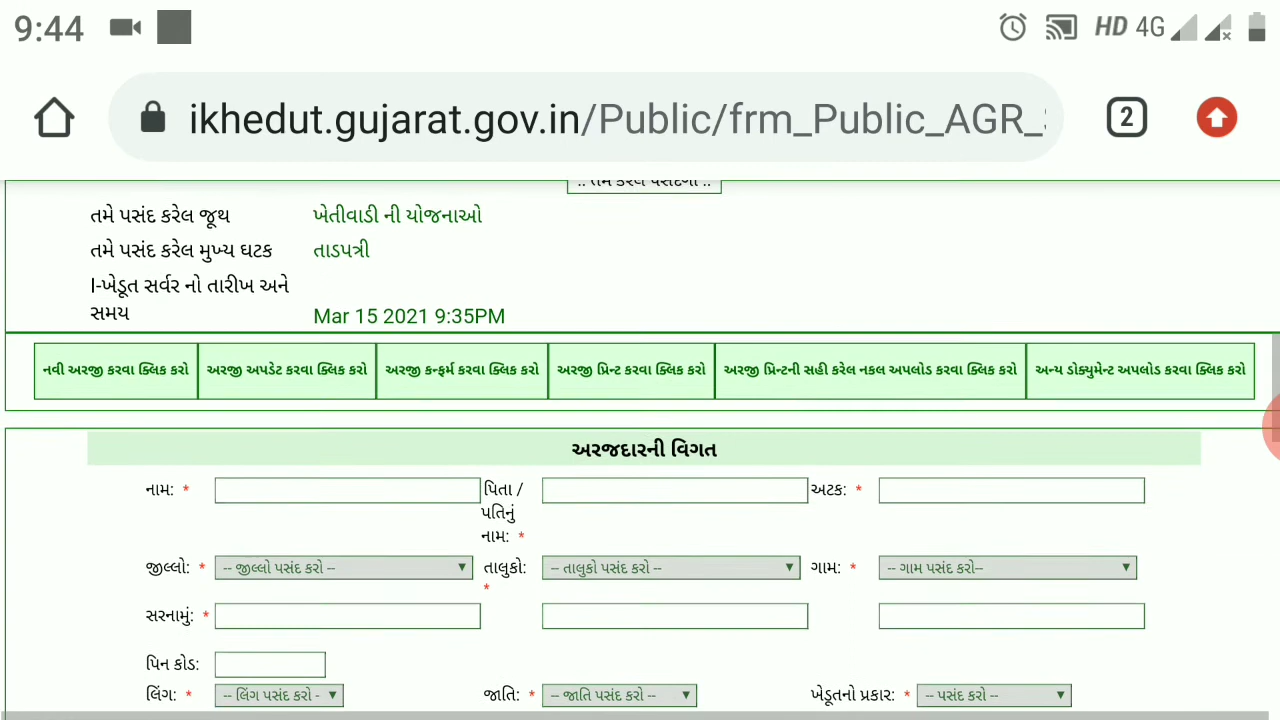 9:44 HD 4G
ikhedut.gujarat.gov.in/Public/frm_Public_AGR_ 2
તમે પસંદ કરેલ જૂથ ખેતીવાડી ની યોજનાઓ
તમે પસંદ કરેલ મુખ્ય ઘટક તાડપત્રી
I-ખેડૂત સર્વર નો તારીખ અને
સમય Mar 15 2021 9:35PM
નવી અરજી કરવા ક્લિક કરો અરજી અપડેટ કરવા ક્લિક કરો અરજી કન્ફર્મ કરવા ક્લિક કરો અરજી પ્રિન્ટ કરવા ક્લિક કરો અરજી પ્રિન્ટની સહી કરેલ નકલ અપલોડ કરવા ક્લિક કરો અન્ય ડોક્યુમેન્ટ અપલોડ કરવા ક્લિક કરો
અરજદારની વિગત
નામ: * પિતા / અટક: *
પતિનું
નામ: *
જીલ્લો: * -- જીલ્લો પસંદ કરો -- તાલુકો: -- તાલુકો પસંદ કરો -- ગામ: * -- ગામ પસંદ કરો--
*
સરનામું: *
પિન કોડ:
લિંગ: * -- લિંગ પસંદ કરો - જાતિ: * -- જાતિ પસંદ કરો -- ખેડૂતનો પ્રકાર: * -- પસંદ કરો --